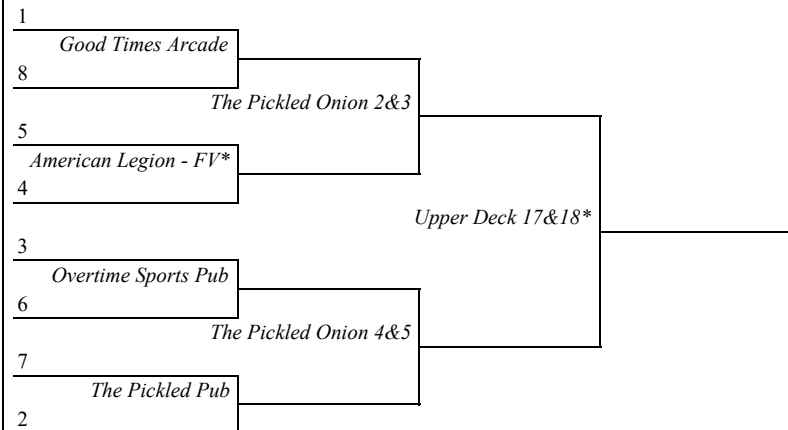 1
Good Times Arcade
8
The Pickled Onion 2&3
5
American Legion - FV*
4
Upper Deck 17&18*
3
Overtime Sports Pub
6
The Pickled Onion 4&5
7
The Pickled Pub
2